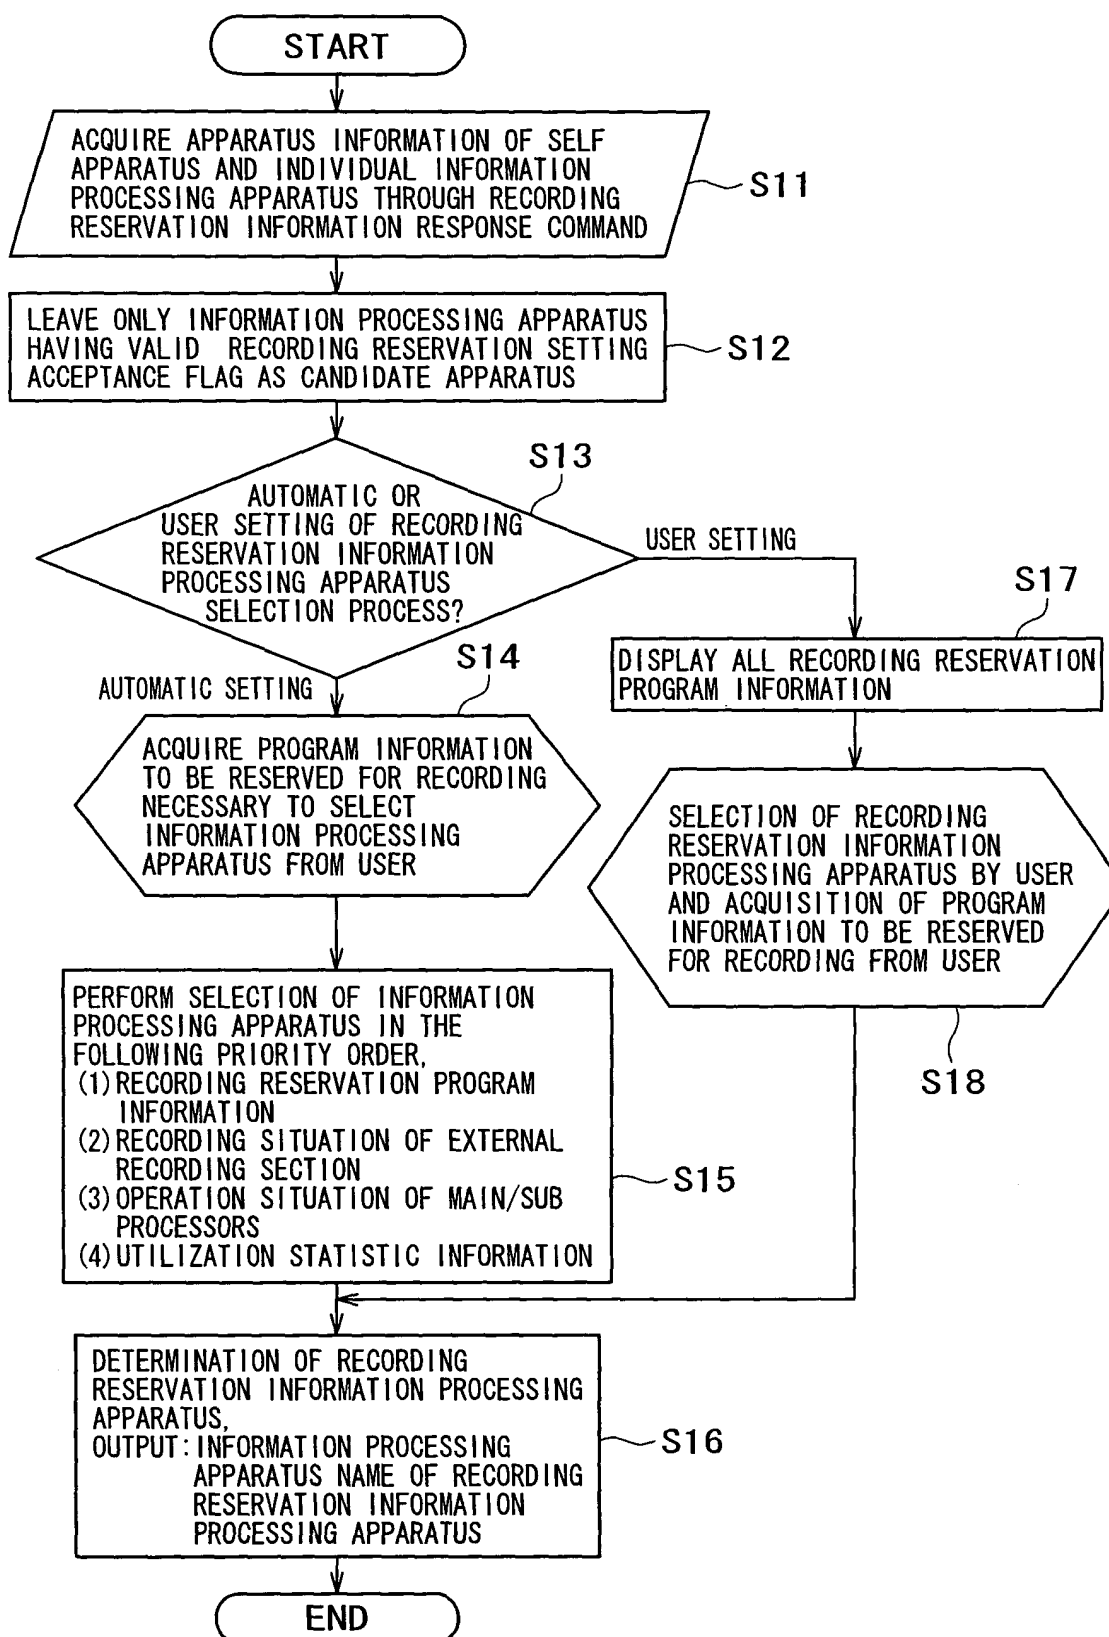 START
ACQUIRE APPARATUS INFORMATION OF SELF
APPARATUS AND INDIVIDUAL INFORMATION
PROCESSING APPARATUS THROUGH RECORDING
RESERVATION INFORMATION RESPONSE COMMAND
S11
LEAVE ONLY INFORMATION PROCESSING APPARATUS
HAVING VALID RECORDING RESERVATION SETTING
ACCEPTANCE FLAG AS CANDIDATE APPARATUS
S12
S13
AUTOMATIC OR
USER SETTING OF RECORDING
RESERVATION INFORMATION
PROCESSING APPARATUS
SELECTION PROCESS?
USER SETTING
AUTOMATIC SETTING
S14
ACQUIRE PROGRAM INFORMATION
TO BE RESERVED FOR RECORDING
NECESSARY TO SELECT
INFORMATION PROCESSING
APPARATUS FROM USER
S17
DISPLAY ALL RECORDING RESERVATION
PROGRAM INFORMATION
SELECTION OF RECORDING
RESERVATION INFORMATION
PROCESSING APPARATUS BY USER
AND ACQUISITION OF PROGRAM
INFORMATION TO BE RESERVED
FOR RECORDING FROM USER
S18
PERFORM SELECTION OF INFORMATION
PROCESSING APPARATUS IN THE
FOLLOWING PRIORITY ORDER,
(1)RECORDING RESERVATION PROGRAM
INFORMATION
(2)RECORDING SITUATION OF EXTERNAL
RECORDING SECTION
(3)OPERATION SITUATION OF MAIN/SUB
PROCESSORS
(4)UTILIZATION STATISTIC INFORMATION
S15
DETERMINATION OF RECORDING
RESERVATION INFORMATION PROCESSING
APPARATUS,
OUTPUT:INFORMATION PROCESSING
APPARATUS NAME OF RECORDING
RESERVATION INFORMATION
PROCESSING APPARATUS
S16
END